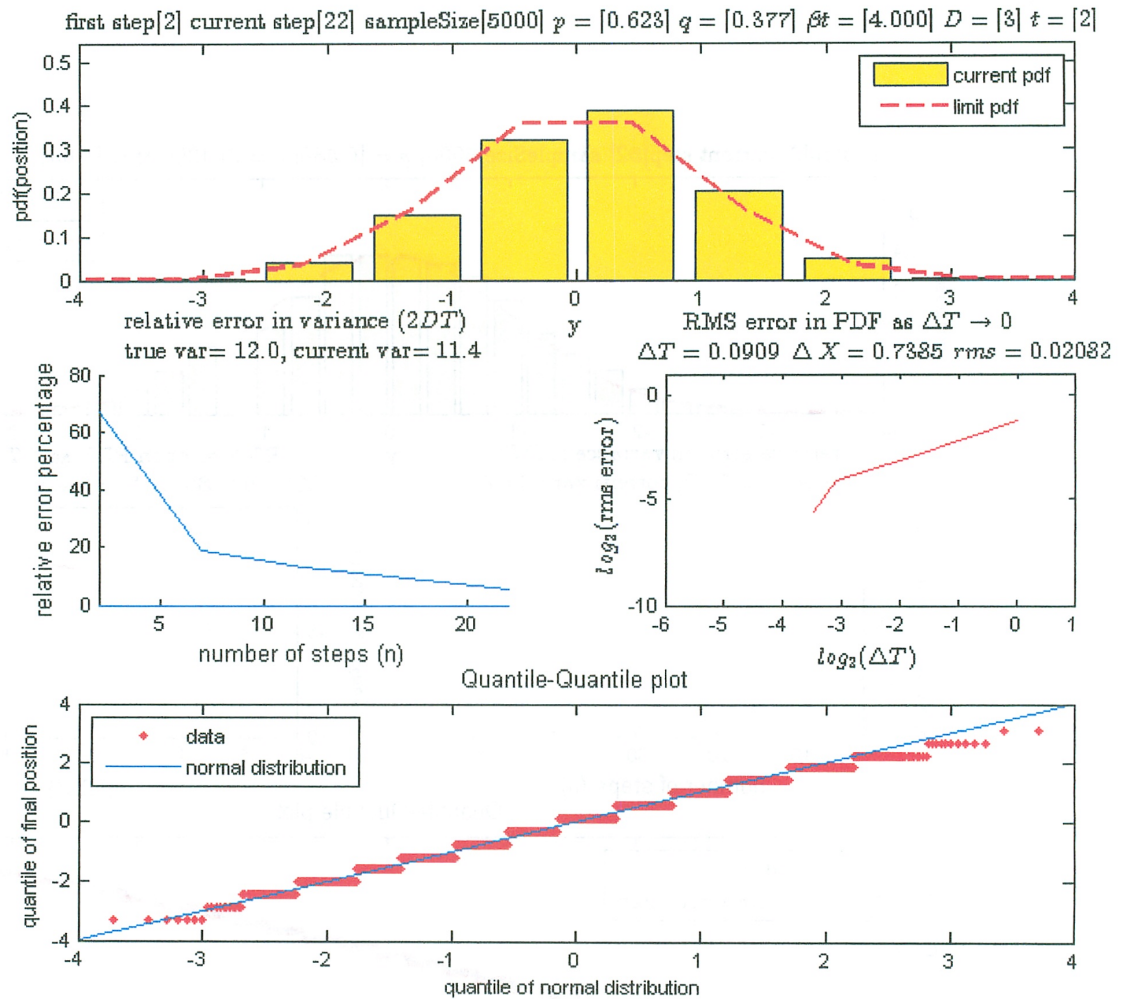 first step[2] current step[22] sampleSize[5000] p = [0.623] q = [0.377] βt = [4.000] D = [3] t = [2]
0.5
0.4
0.3
0.2
0.1
0
pdf(position)
current pdf
limit pdf
-4 -3 -2 -1 0 1 2 3 4
y
relative error in variance (2DT)
true var= 12.0, current var= 11.4
80
60
40
20
0
relative error percentage
5 10 15 20
number of steps (n)
RMS error in PDF as ΔT → 0
ΔT = 0.0909 Δ X = 0.7385 rms = 0.02082
0
-5
-10
log₂(rms error)
-6 -5 -4 -3 -2 -1 0 1
log₂(ΔT)
Quantile-Quantile plot
4
2
0
-2
-4
quantile of final position
data
normal distribution
-4 -3 -2 -1 0 1 2 3 4
quantile of normal distribution